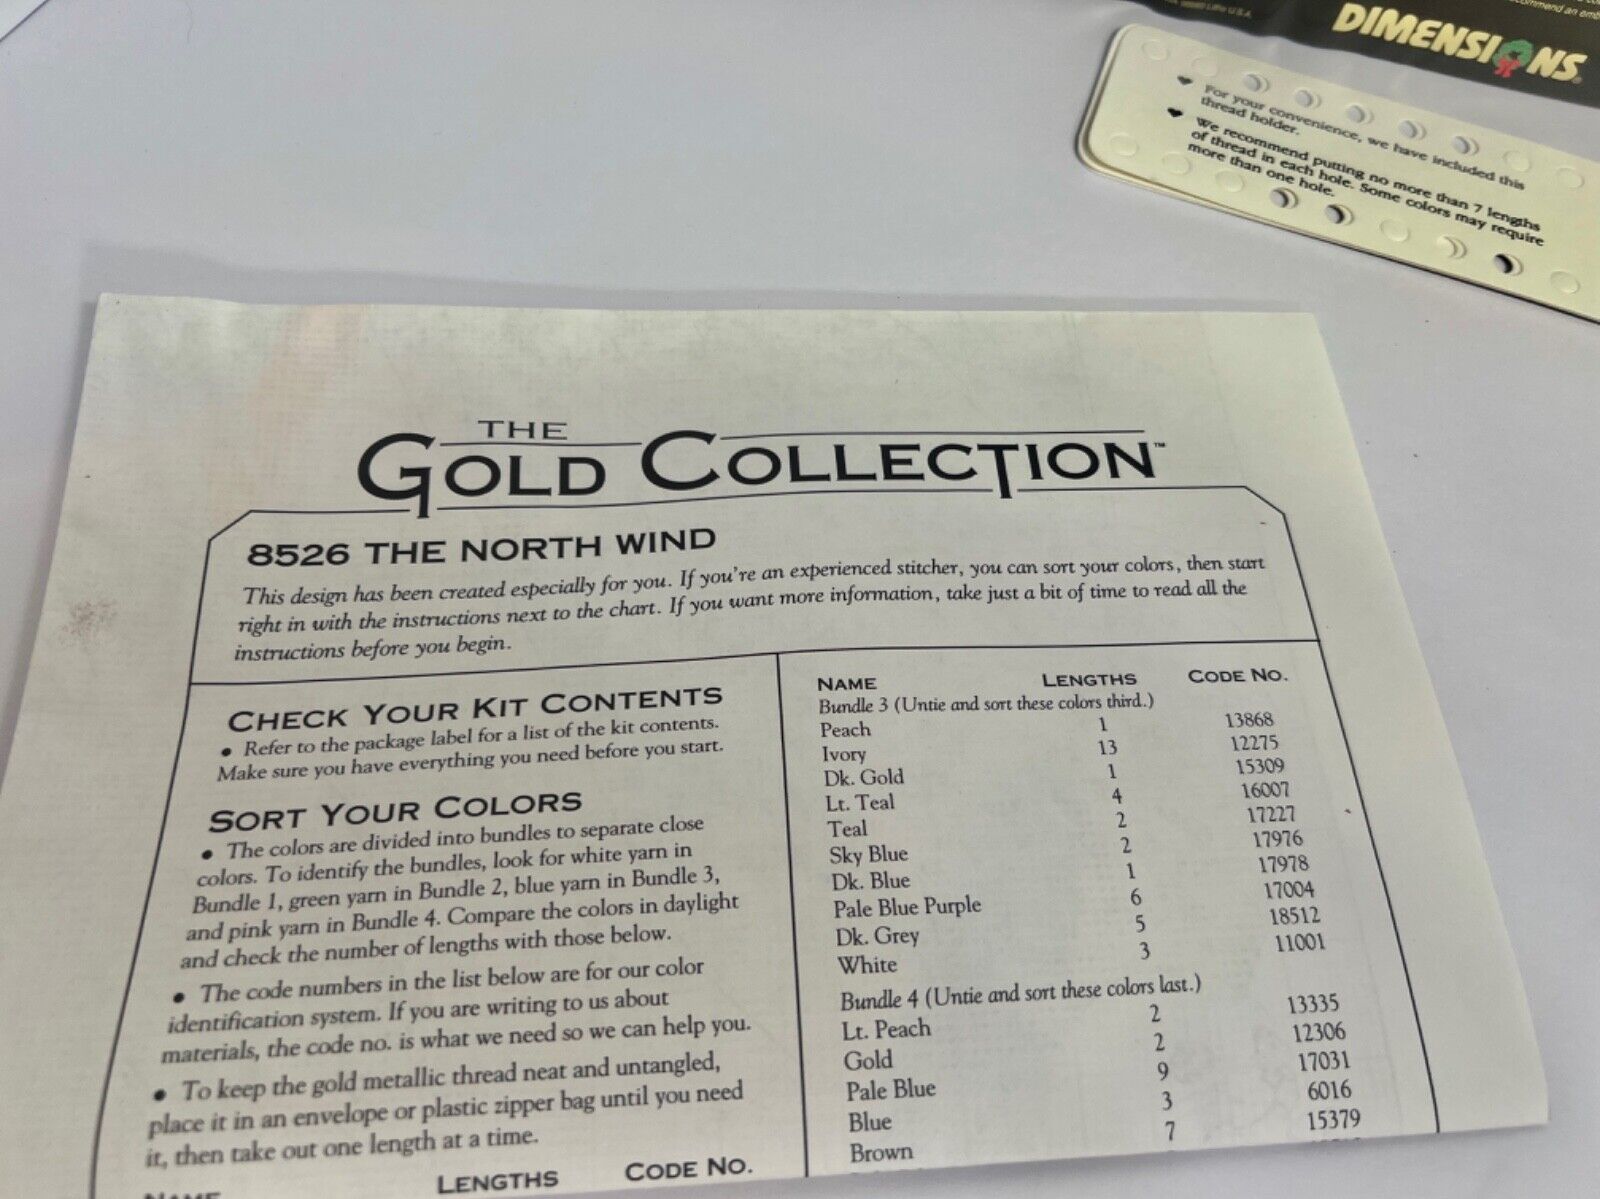 DIMENSIONS
For your convenience, we have included this
thread holder.
We recommend putting no more than 7 lengths
of thread in each hole. Some colors may require
more than one hole.
THE
GOLD COLLECTION™
8526 THE NORTH WIND
This design has been created especially for you. If you're an experienced stitcher, you can sort your colors, then start
right in with the instructions next to the chart. If you want more information, take just a bit of time to read all the
instructions before you begin.
CHECK YOUR KIT CONTENTS
• Refer to the package label for a list of the kit contents.
Make sure you have everything you need before you start.
SORT YOUR COLORS
• The colors are divided into bundles to separate close
colors. To identify the bundles, look for white yarn in
Bundle 1, green yarn in Bundle 2, blue yarn in Bundle 3,
and pink yarn in Bundle 4. Compare the colors in daylight
and check the number of lengths with those below.
• The code numbers in the list below are for our color
identification system. If you are writing to us about
materials, the code no. is what we need so we can help you.
• To keep the gold metallic thread neat and untangled,
place it in an envelope or plastic zipper bag until you need
it, then take out one length at a time.
NAME LENGTHS CODE NO.
NAME LENGTHS CODE NO.
Bundle 3 (Untie and sort these colors third.)
Peach 1 13868
Ivory 13 12275
Dk. Gold 1 15309
Lt. Teal 4 16007
Teal 2 17227
Sky Blue 2 17976
Dk. Blue 1 17978
Pale Blue Purple 6 17004
Dk. Grey 5 18512
White 3 11001
Bundle 4 (Untie and sort these colors last.)
Lt. Peach 2 13335
Gold 2 12306
Pale Blue 9 17031
Blue 3 6016
Brown 7 15379